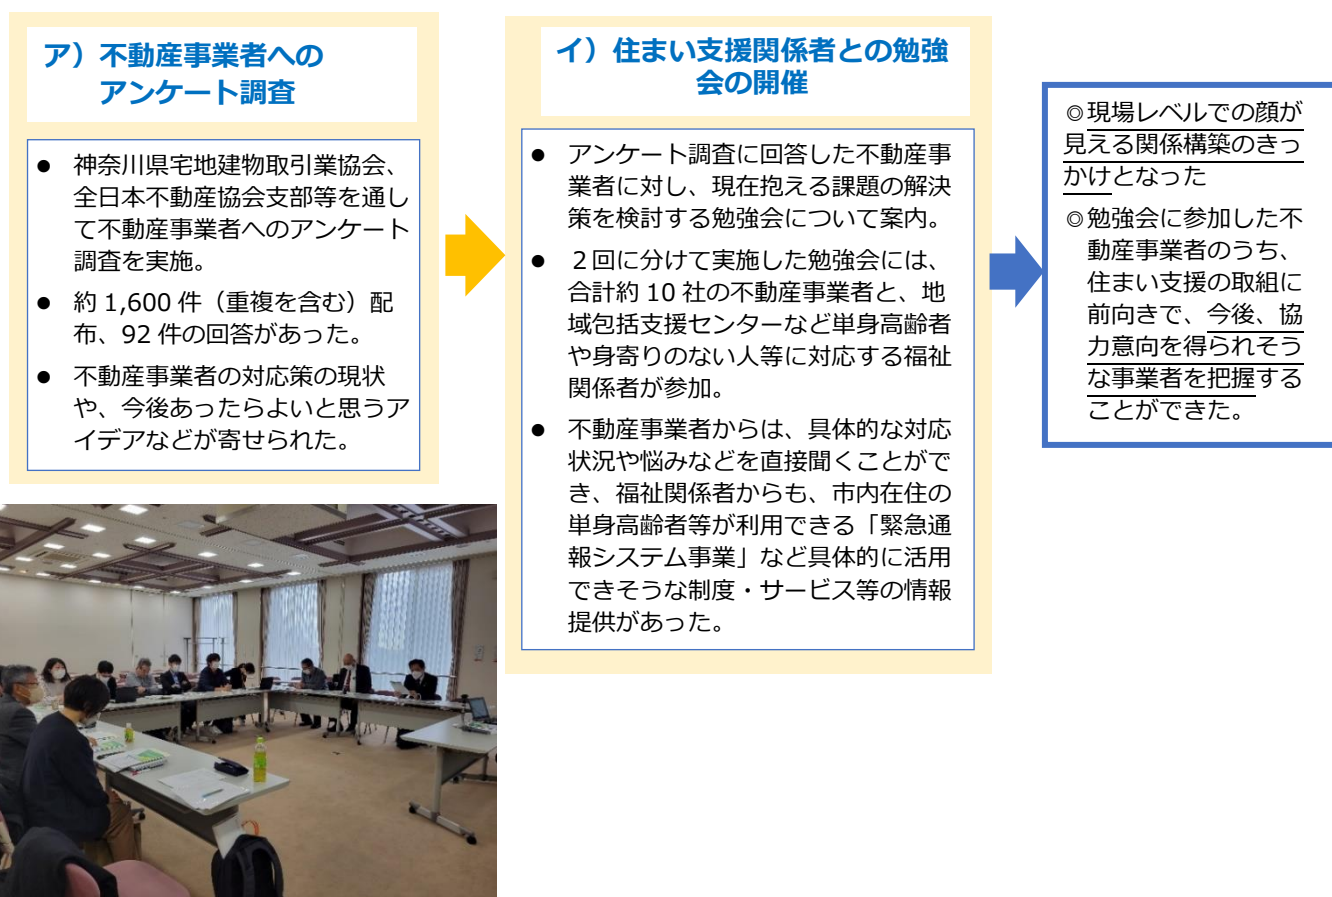 ア）不動産事業者への
アンケート調査
● 神奈川県宅地建物取引業協会、
全日本不動産協会支部等を通し
て不動産事業者へのアンケート
調査を実施。
● 約 1,600 件（重複を含む）配
布、92 件の回答があった。
● 不動産事業者の対応策の現状
や、今後あったらよいと思うア
イデアなどが寄せられた。
イ）住まい支援関係者との勉強
会の開催
● アンケート調査に回答した不動産事
業者に対し、現在抱える課題の解決
策を検討する勉強会について案内。
● ２回に分けて実施した勉強会には、
合計約 10 社の不動産事業者と、地
域包括支援センターなど単身高齢者
や身寄りのない人等に対応する福祉
関係者が参加。
● 不動産事業者からは、具体的な対応
状況や悩みなどを直接聞くことがで
き、福祉関係者からも、市内在住の
単身高齢者等が利用できる「緊急通
報システム事業」など具体的に活用
できそうな制度・サービス等の情報
提供があった。
◎現場レベルでの顔が
見える関係構築のきっ
かけとなった
◎勉強会に参加した不
動産事業者のうち、
住まい支援の取組に
前向きで、今後、協
力意向を得られそう
な事業者を把握する
ことができた。